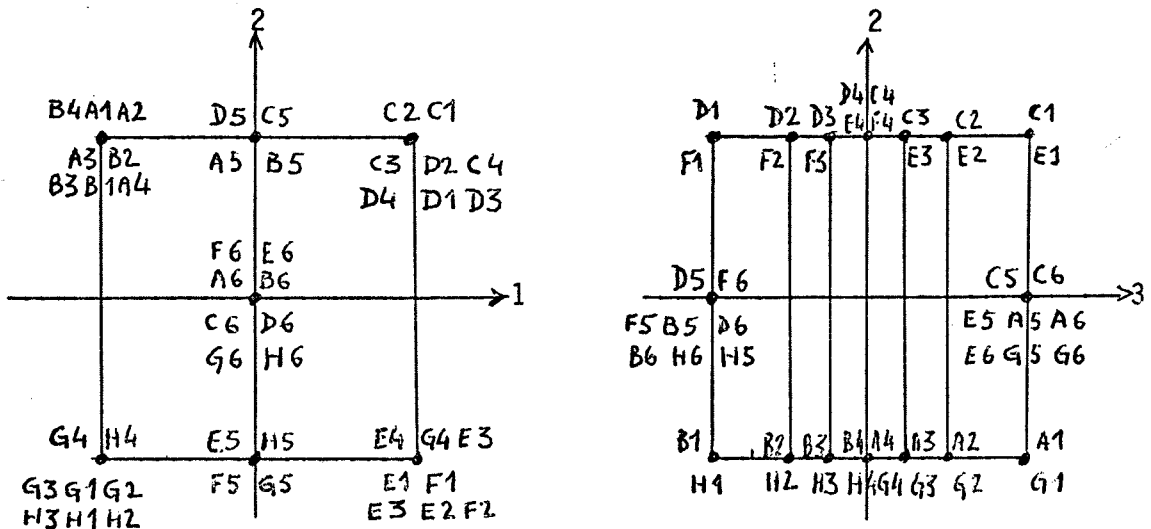 2
B4A1A2 D5 C5 C2 C1
A3 B2 A5 B5 C3 D2 C4
B3 B1A4 D4 D1 D3
F6 E6
A6 B6
1
C6 D6
G6 H6
G4 H4 E5 H5 E4 G4 E3
F5 G5
G3 G1 G2 E1 F1
H3 H1 H2 E3 E2 F2
2
D4 C4
D1 D2 D3 E4 F4 C3 C2 C1
F1 F2 F3 E3 E2 E1
D5 F6 C5 C6
3
F5 B5 D6 E5 A5 A6
B6 H6 H5 E6 G5 G6
B1 B2 B3 B4 A4 A3 A2 A1
H1 H2 H3 H4 G4 G3 G2 G1